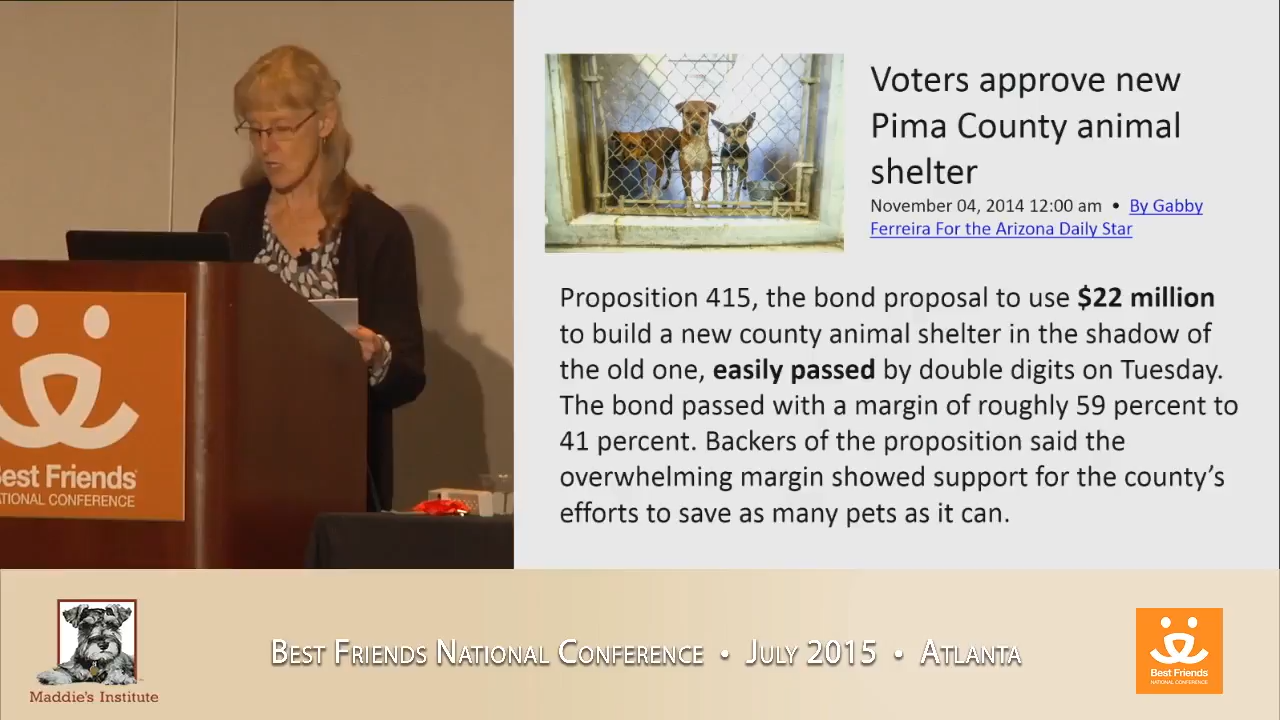 Voters approve new
Pima County animal
shelter
November 04, 2014 12:00 am • By Gabby
Ferreira For the Arizona Daily Star
Proposition 415, the bond proposal to use $22 million
to build a new county animal shelter in the shadow of
the old one, easily passed by double digits on Tuesday.
The bond passed with a margin of roughly 59 percent to
41 percent. Backers of the proposition said the
overwhelming margin showed support for the county’s
efforts to save as many pets as it can.
Best Friends
NATIONAL CONFERENCE
Maddie's Institute
Best Friends National Conference • July 2015 • Atlanta
Best Friends
NATIONAL CONFERENCE